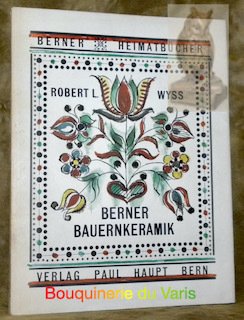 BERNER HEIMATBÜCHER
ROBERT L. WYSS
BERNER
BAUERNKERAMIK
VERLAG PAUL HAUPT BERN
Bouquinerie du Varis